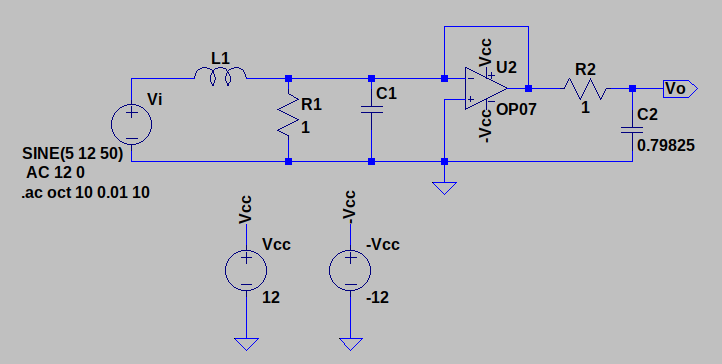 L1
Vi
SINE(5 12 50)
AC 12 0
.ac oct 10 0.01 10
R1
1
C1
Vcc
U2
OP07
-Vcc
R2
1
Vo
C2
0.79825
Vcc
Vcc
12
-Vcc
-Vcc
-12